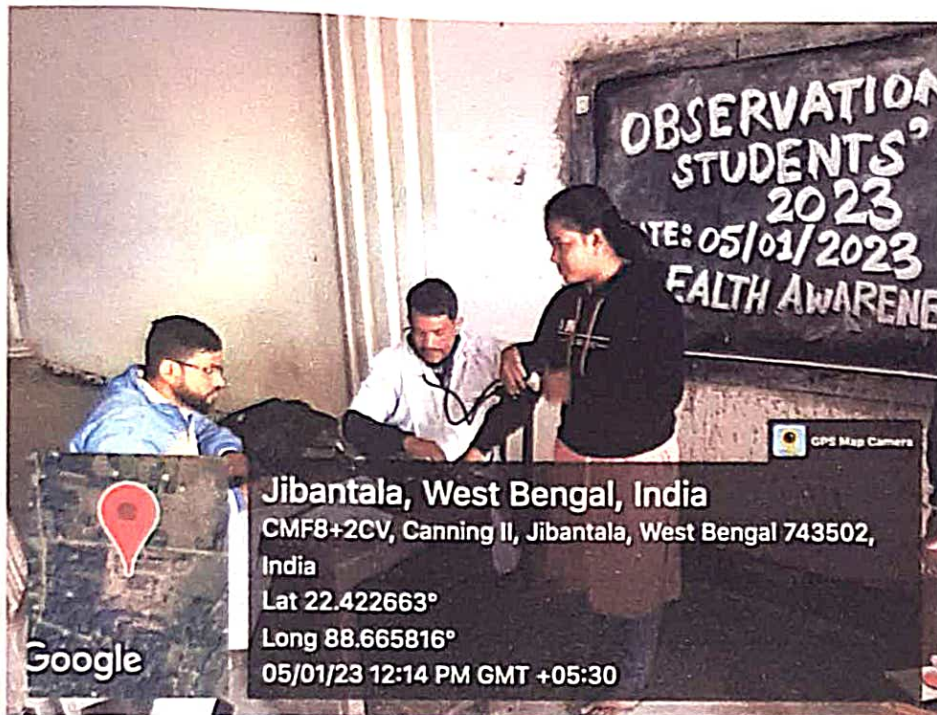 OBSERVATION
STUDENTS'
2023
TE: 05/01/2023
EALTH AWARENE
GPS Map Camera
Jibantala, West Bengal, India
CMF8+2CV, Canning II, Jibantala, West Bengal 743502,
India
Lat 22.422663°
Long 88.665816°
05/01/23 12:14 PM GMT +05:30
Google